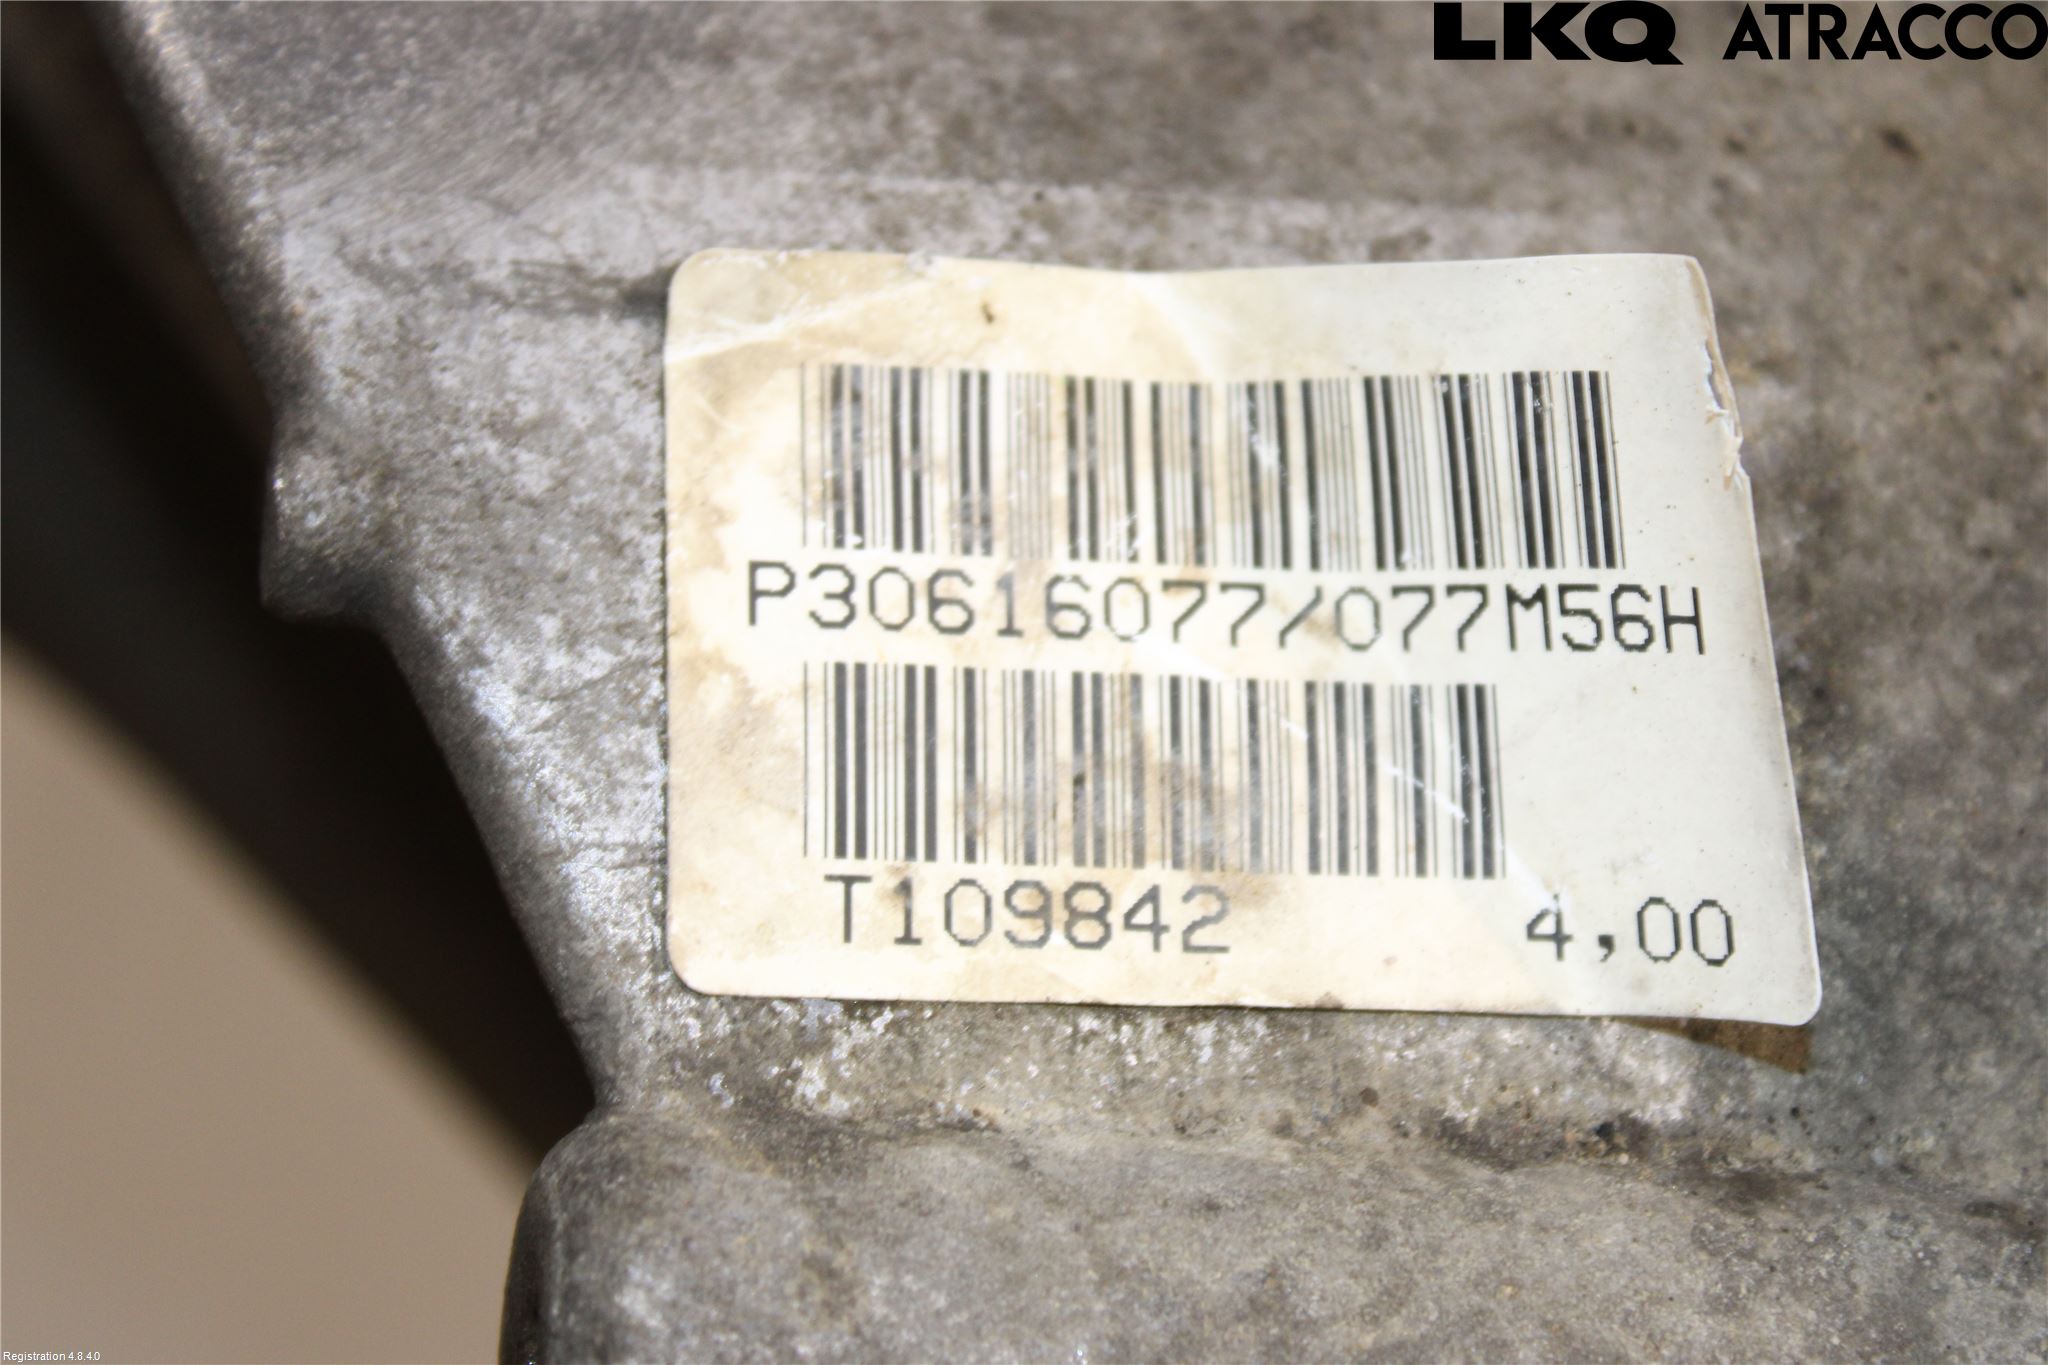 LKQ ATRACCO
P30616077/077M56H
T109842 4,00
Registration 4.8.4.0